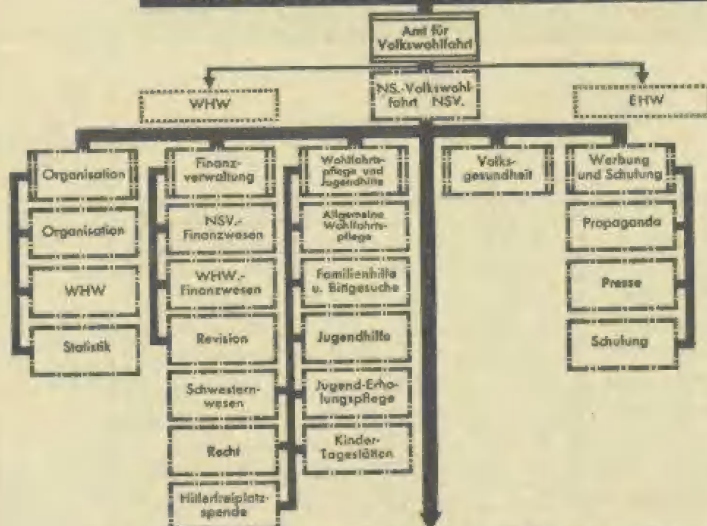 Amt für
Volkswohlfahrt
WHW
NS.-Volkswohl
fahrt NSV.
EHW
Organisation
Finanz-
verwaltung
Wohlfahrts-
pflege und
Jugendhilfe
Volks-
gesundheit
Werbung
und Schulung
Organisation
NSV.-
Finanzwesen
Allgemeine
Wohlfahrts-
pflege
Propaganda
WHW
WHW.-
Finanzwesen
Familienhilfe
u. Bittgesuche
Presse
Statistik
Revision
Jugendhilfe
Schulung
Schwestern-
wesen
Jugend-Erho-
lungspflege
Recht
Kinder-
Tagestätten
Hitlerfreiplatz-
spende